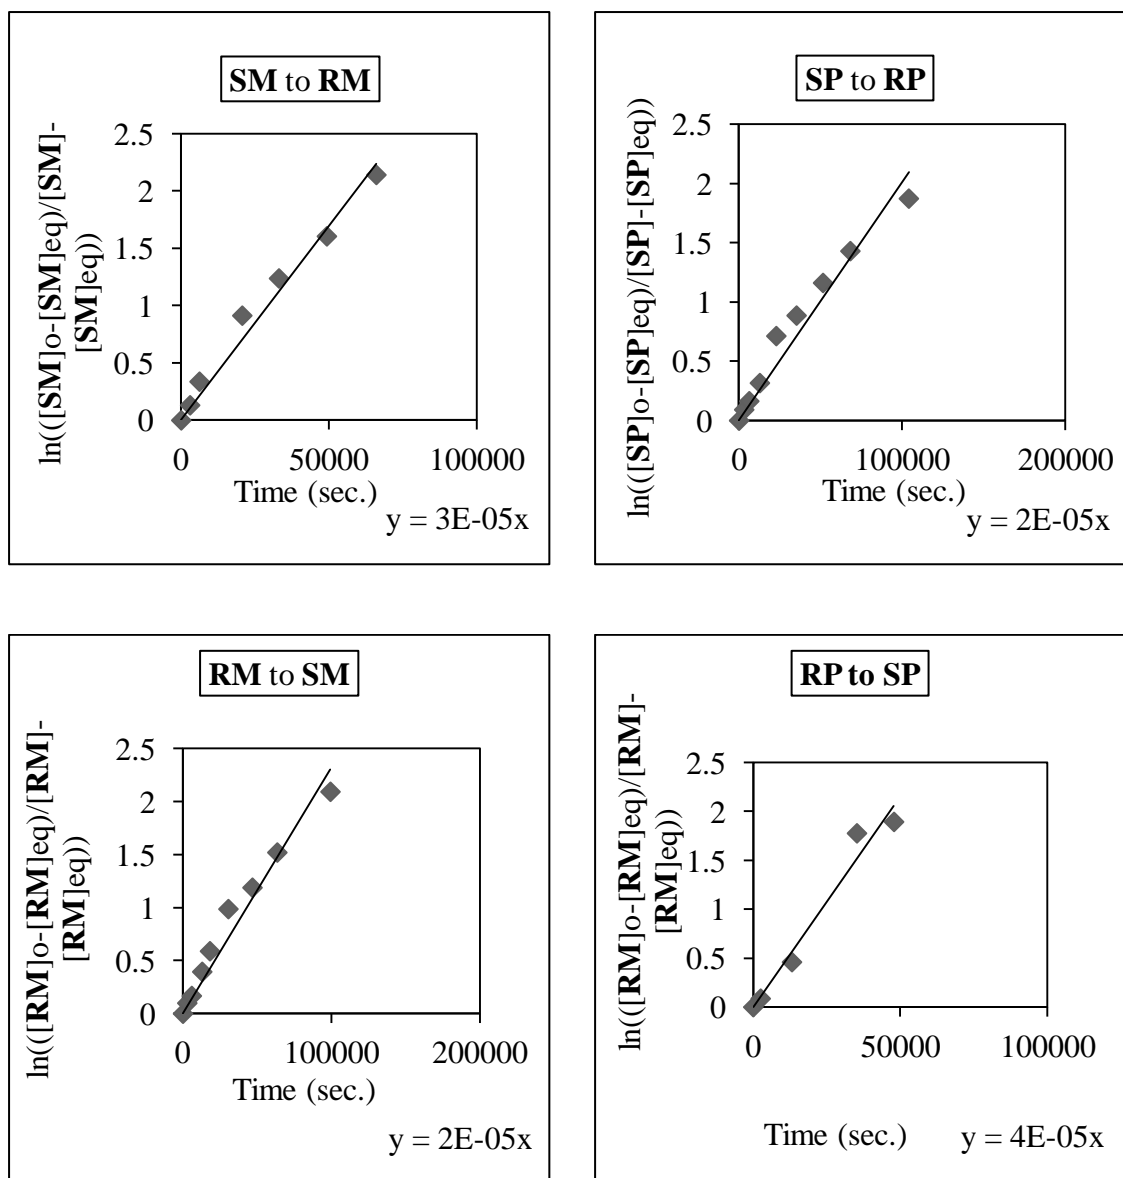 SM to RM
ln(([SM]o-[SM]eq)/[SM]-
[SM]eq))
2.5
2
1.5
1
0.5
0
0 50000 100000
Time (sec.)
y = 3E-05x
SP to RP
ln(([SP]o-[SP]eq)/[SP]-[SP]eq))
2.5
2
1.5
1
0.5
0
0 100000 200000
Time (sec.)
y = 2E-05x
RM to SM
ln(([RM]o-[RM]eq)/[RM]-
[RM]eq))
2.5
2
1.5
1
0.5
0
0 100000 200000
Time (sec.)
y = 2E-05x
RP to SP
ln(([RM]o-[RM]eq)/[RM]-
[RM]eq))
2.5
2
1.5
1
0.5
0
0 50000 100000
Time (sec.) y = 4E-05x